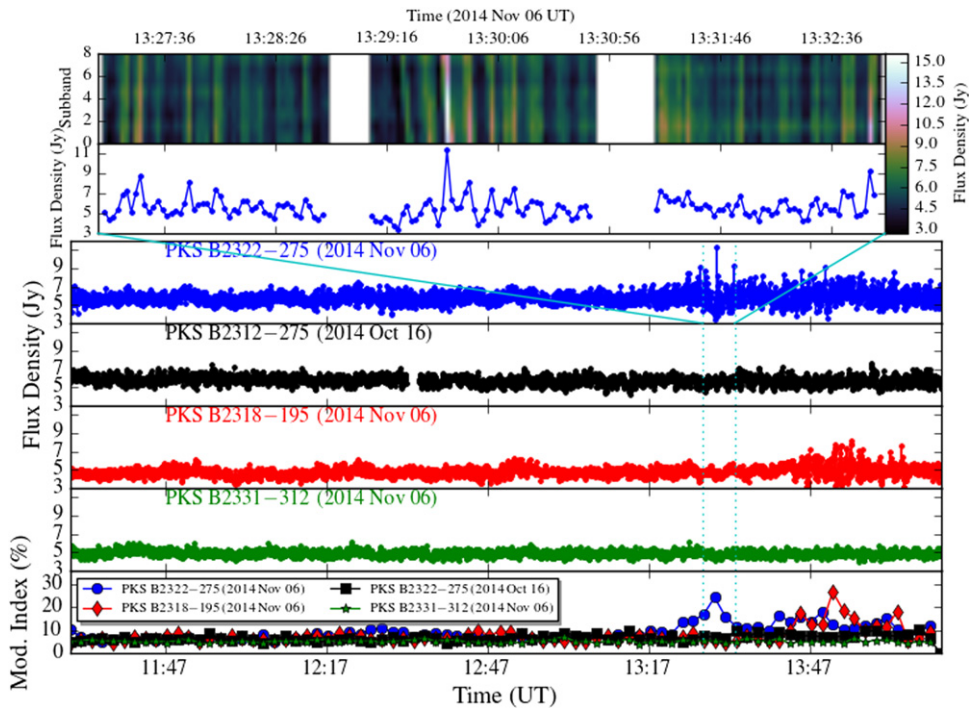 Time (2014 Nov 06 UT)
13:27:36 13:28:26 13:29:16 13:30:06 13:30:56 13:31:46 13:32:36
Subband
8
6
4
2
0
15.0
13.5
12.0
10.5
9.0
7.5
6.0
4.5
3.0
Flux Density (Jy)
Flux Density (Jy)
11
9
7
5
3
Flux Density (Jy)
PKS B2322−275 (2014 Nov 06)
9
7
5
3
PKS B2312−275 (2014 Oct 16)
9
7
5
3
PKS B2318−195 (2014 Nov 06)
9
7
5
3
PKS B2331−312 (2014 Nov 06)
9
7
5
3
Mod. Index (%)
30
20
10
0
PKS B2322−275 (2014 Nov 06) PKS B2322−275 (2014 Oct 16)
PKS B2318−195 (2014 Nov 06) PKS B2331−312 (2014 Nov 06)
11:47 12:17 12:47 13:17 13:47
Time (UT)